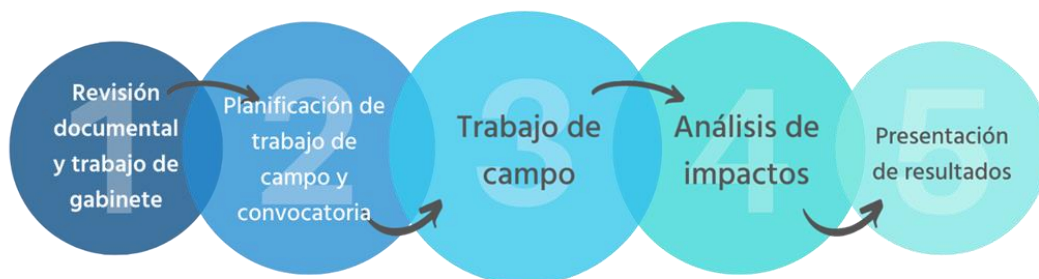 1
Revisión
documental
y trabajo de
gabinete
2
Planificación de
trabajo de
campo y
convocatoria
3
Trabajo de
campo
4
Análisis de
impactos
5
Presentación
de resultados